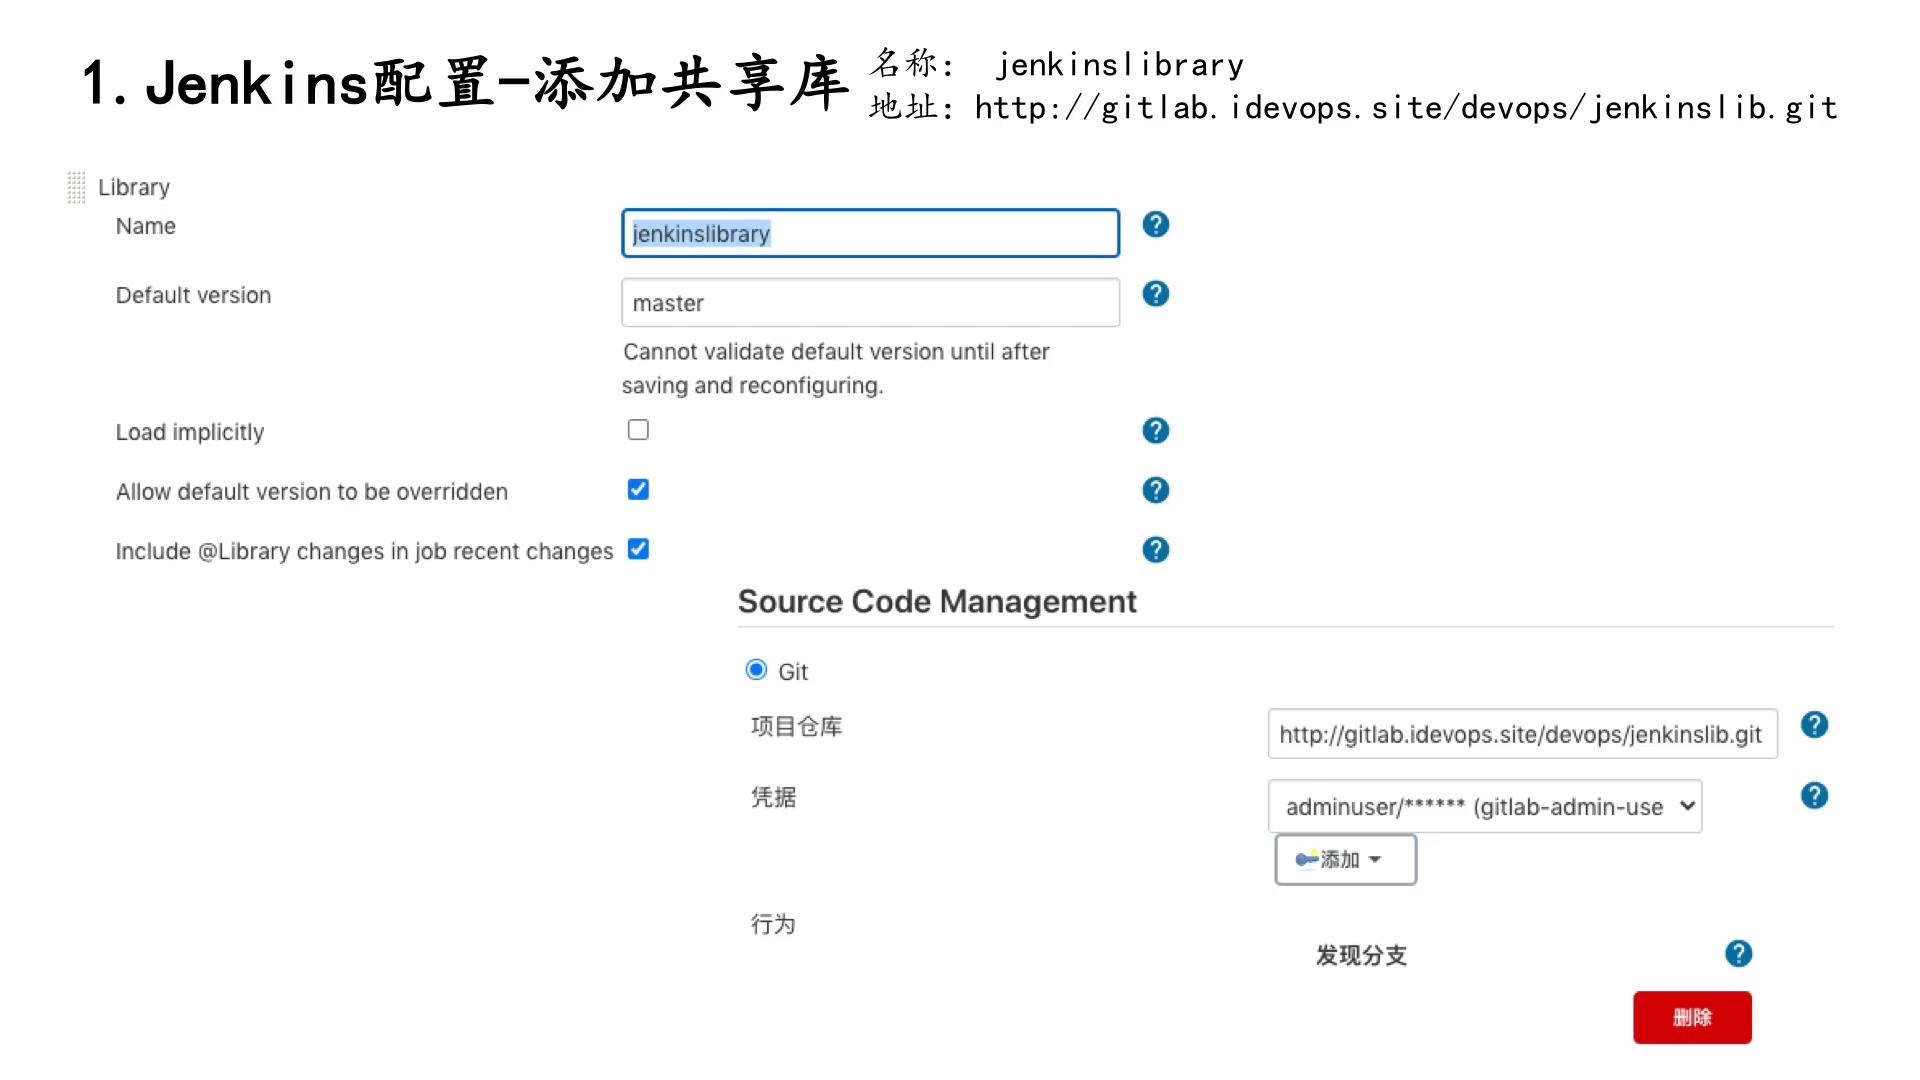 1.Jenkins配置-添加共享库
名称： jenkinslibrary
地址：http://gitlab.idevops.site/devops/jenkinslib.git
Library
Name
jenkinslibrary
Default version
master
Cannot validate default version until after
saving and reconfiguring.
Load implicitly
Allow default version to be overridden
Include @Library changes in job recent changes
Source Code Management
Git
项目仓库
http://gitlab.idevops.site/devops/jenkinslib.git
凭据
adminuser/****** (gitlab-admin-use
添加
行为
发现分支
删除